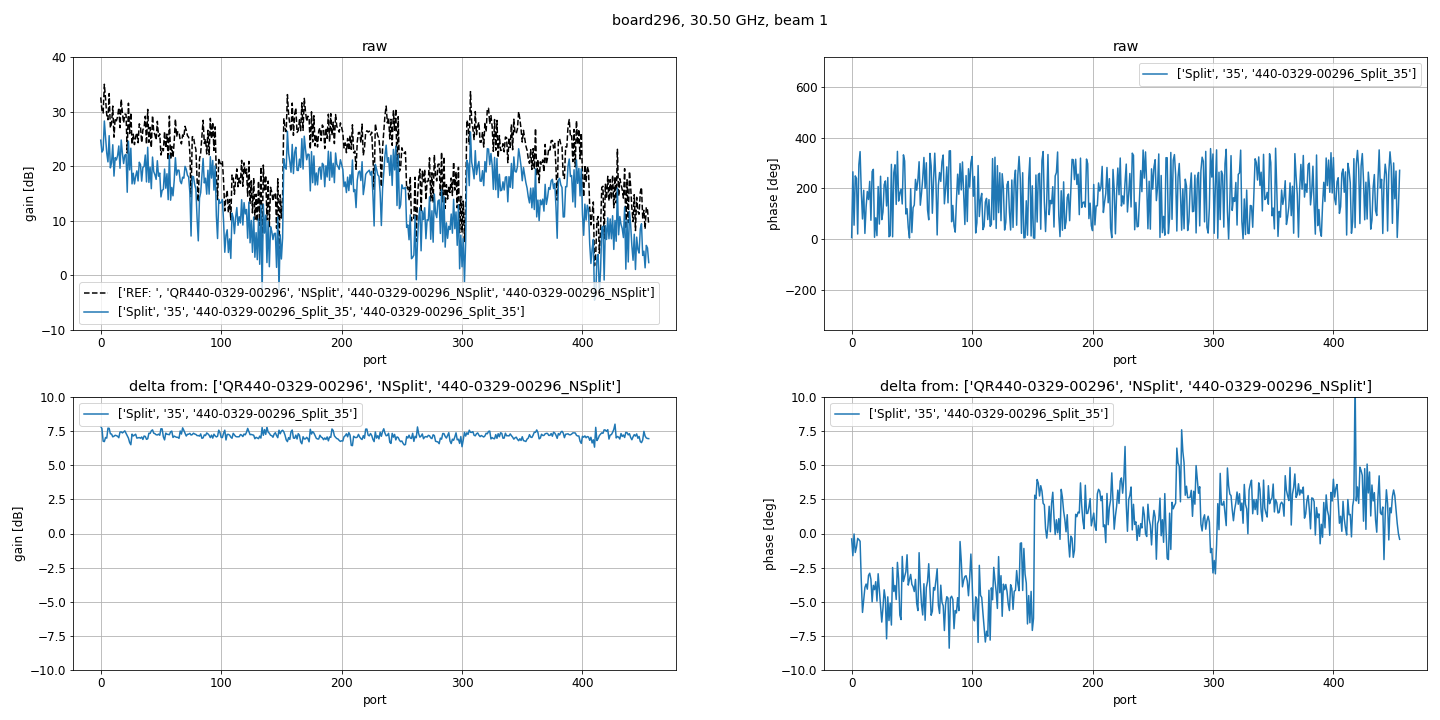 board296, 30.50 GHz, beam 1
raw
40
30
20
10
0
−10
gain [dB]
['REF: ', 'QR440-0329-00296', 'NSplit', '440-0329-00296_NSplit', '440-0329-00296_NSplit']
['Split', '35', '440-0329-00296_Split_35', '440-0329-00296_Split_35']
0 100 200 300 400
port
raw
600
400
200
0
−200
phase [deg]
['Split', '35', '440-0329-00296_Split_35']
0 100 200 300 400
port
delta from: ['QR440-0329-00296', 'NSplit', '440-0329-00296_NSplit']
10.0
7.5
5.0
2.5
0.0
−2.5
−5.0
−7.5
−10.0
gain [dB]
['Split', '35', '440-0329-00296_Split_35']
0 100 200 300 400
port
delta from: ['QR440-0329-00296', 'NSplit', '440-0329-00296_NSplit']
10.0
7.5
5.0
2.5
0.0
−2.5
−5.0
−7.5
−10.0
phase [deg]
['Split', '35', '440-0329-00296_Split_35']
0 100 200 300 400
port